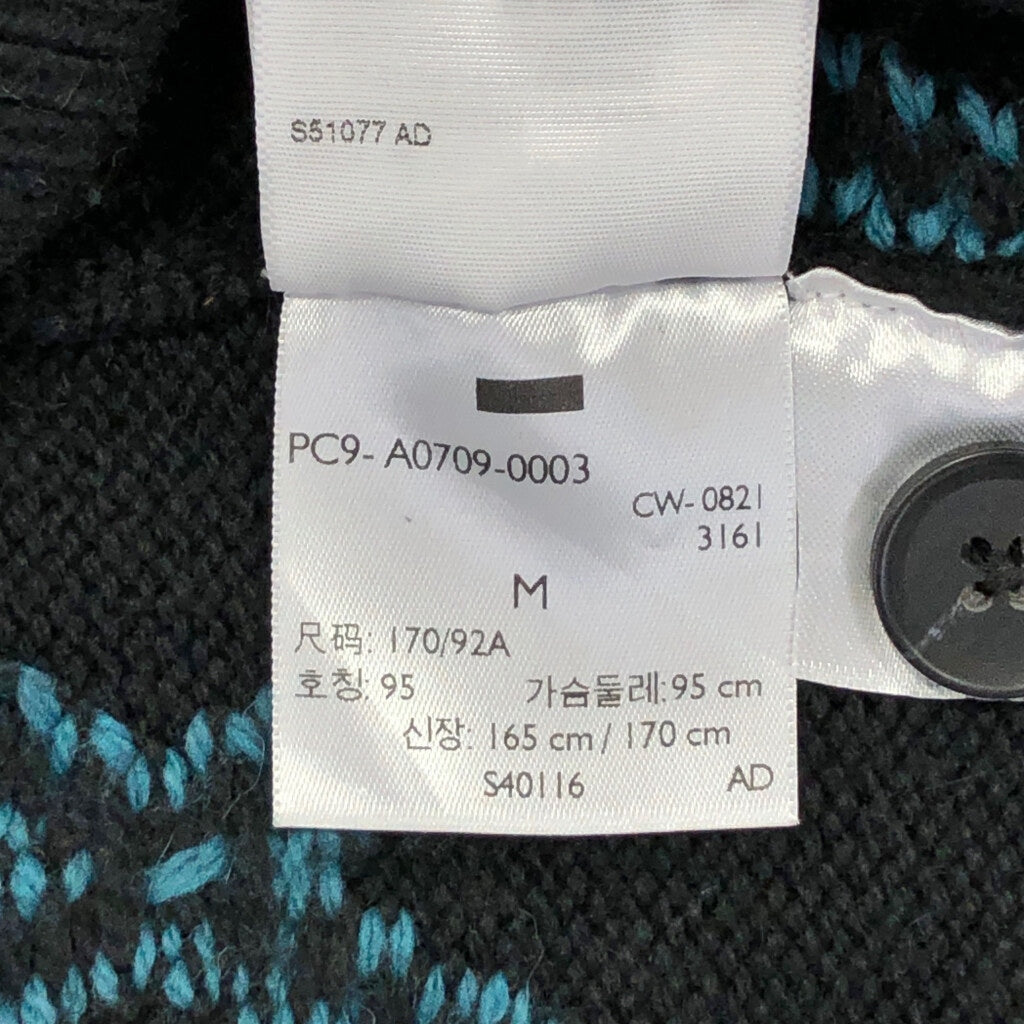 S51077 AD
PC9- A0709-0003
CW-0821
3161
M
尺码: 170/92A
호칭: 95 가슴둘레: 95 cm
신장: 165 cm / 170 cm
S40116 AD